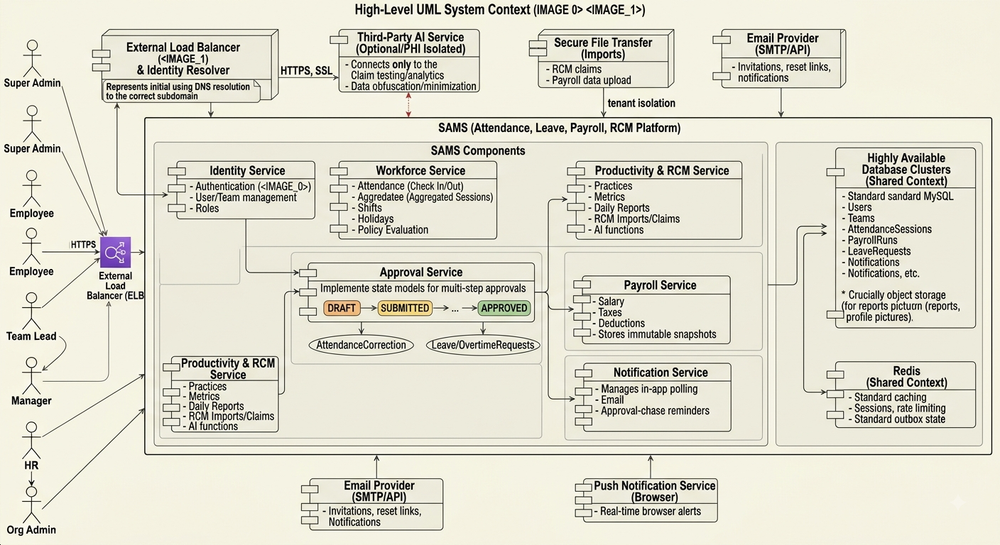 High-Level UML System Context (IMAGE 0> <IMAGE_1>)
Super Admin
Super Admin
Employee
Employee
Team Lead
Manager
HR
Org Admin
HTTPS
External
Load
Balancer (ELB
External Load Balancer
(<IMAGE_1)
& Identity Resolver
Represents initial using DNS resolution
to the correct subdomain
HTTPS, SSL
Third-Party AI Service
(Optional/PHI Isolated)
- Connects only to the
Claim testing/analytics
- Data obfuscation/minimization
Secure File Transfer
(Imports)
- RCM claims
- Payroll data upload
tenant isolation
Email Provider
(SMTP/API)
- Invitations, reset links,
notifications
SAMS (Attendance, Leave, Payroll, RCM Platform)
SAMS Components
Identity Service
- Authentication (<IMAGE_0>)
- User/Team management
- Roles
Workforce Service
- Attendance (Check In/Out)
- Aggredatee (Aggregated Sessions)
- Shifts
- Holidays
- Policy Evaluation
Productivity & RCM Service
- Practices
- Metrics
- Daily Reports
- RCM Imports/Claims
- AI functions
Approval Service
Implemente state models for multi-step approvals
DRAFT
SUBMITTED
...
APPROVED
AttendanceCorrection
Leave/OvertimeRequests
Payroll Service
- Salary
- Taxes
- Deductions
- Stores immutable snapshots
Productivity & RCM
Service
- Practices
- Metrics
- Daily Reports
- RCM Imports/Claims
- AI functions
Notification Service
- Manages in-app polling
- Email
- Approval-chase reminders
Highly Available
Database Clusters
(Shared Context)
- Standard sandard MySQL
- Users
- Teams
- AttendanceSessions
- PayrollRuns
- LeaveRequests
- Notifications
- Notifications, etc.
* Crucially object storage
(for reports picturn (reports,
profile pictures).
Redis
(Shared Context)
- Standard caching
- Sessions, rate limiting
- Standard outbox state
Email Provider
(SMTP/API)
- Invitations, reset links,
Notifications
Push Notification Service
(Browser)
- Real-time browser alerts